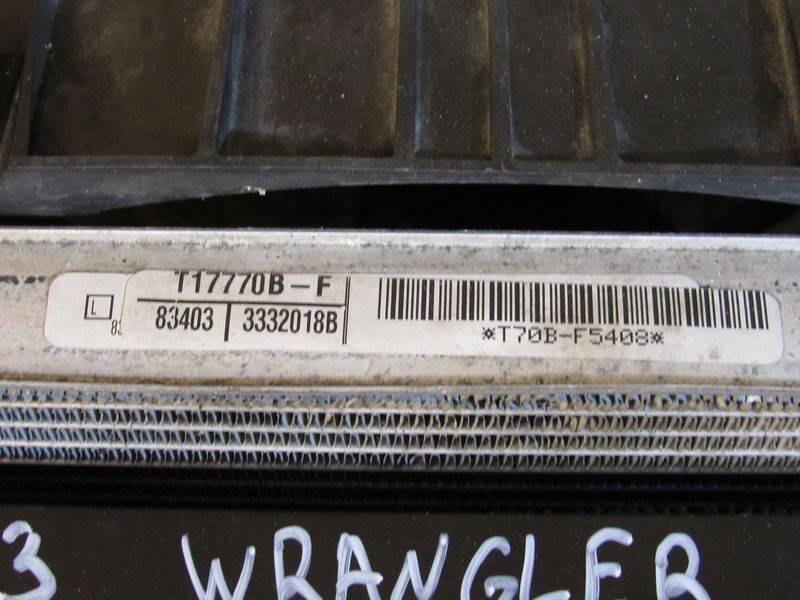 T17770B-F
L
83403 3332018B
*T70B-F5408*
3 WRANGLER